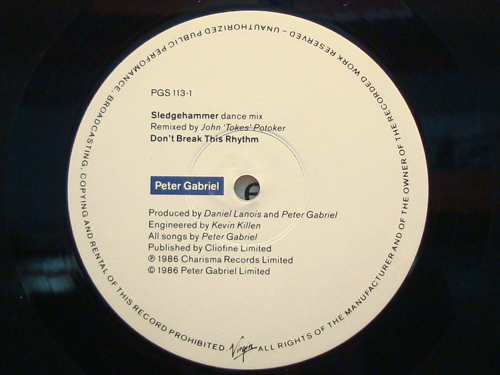 PGS 113-1
Sledgehammer dance mix
Remixed by John 'Tokes' Potoker
Don't Break This Rhythm
Peter Gabriel
Produced by Daniel Lanois and Peter Gabriel
Engineered by Kevin Killen
All songs by Peter Gabriel
Published by Cliofine Limited
℗ 1986 Charisma Records Limited
© 1986 Peter Gabriel Limited
ALL RIGHTS OF THE MANUFACTURER AND OF THE OWNER OF THE RECORDED WORK RESERVED – UNAUTHORIZED PUBLIC PERFOMANCE, BROADCASTING, COPYING AND RENTAL OF THIS RECORD PROHIBITED.
Virgin